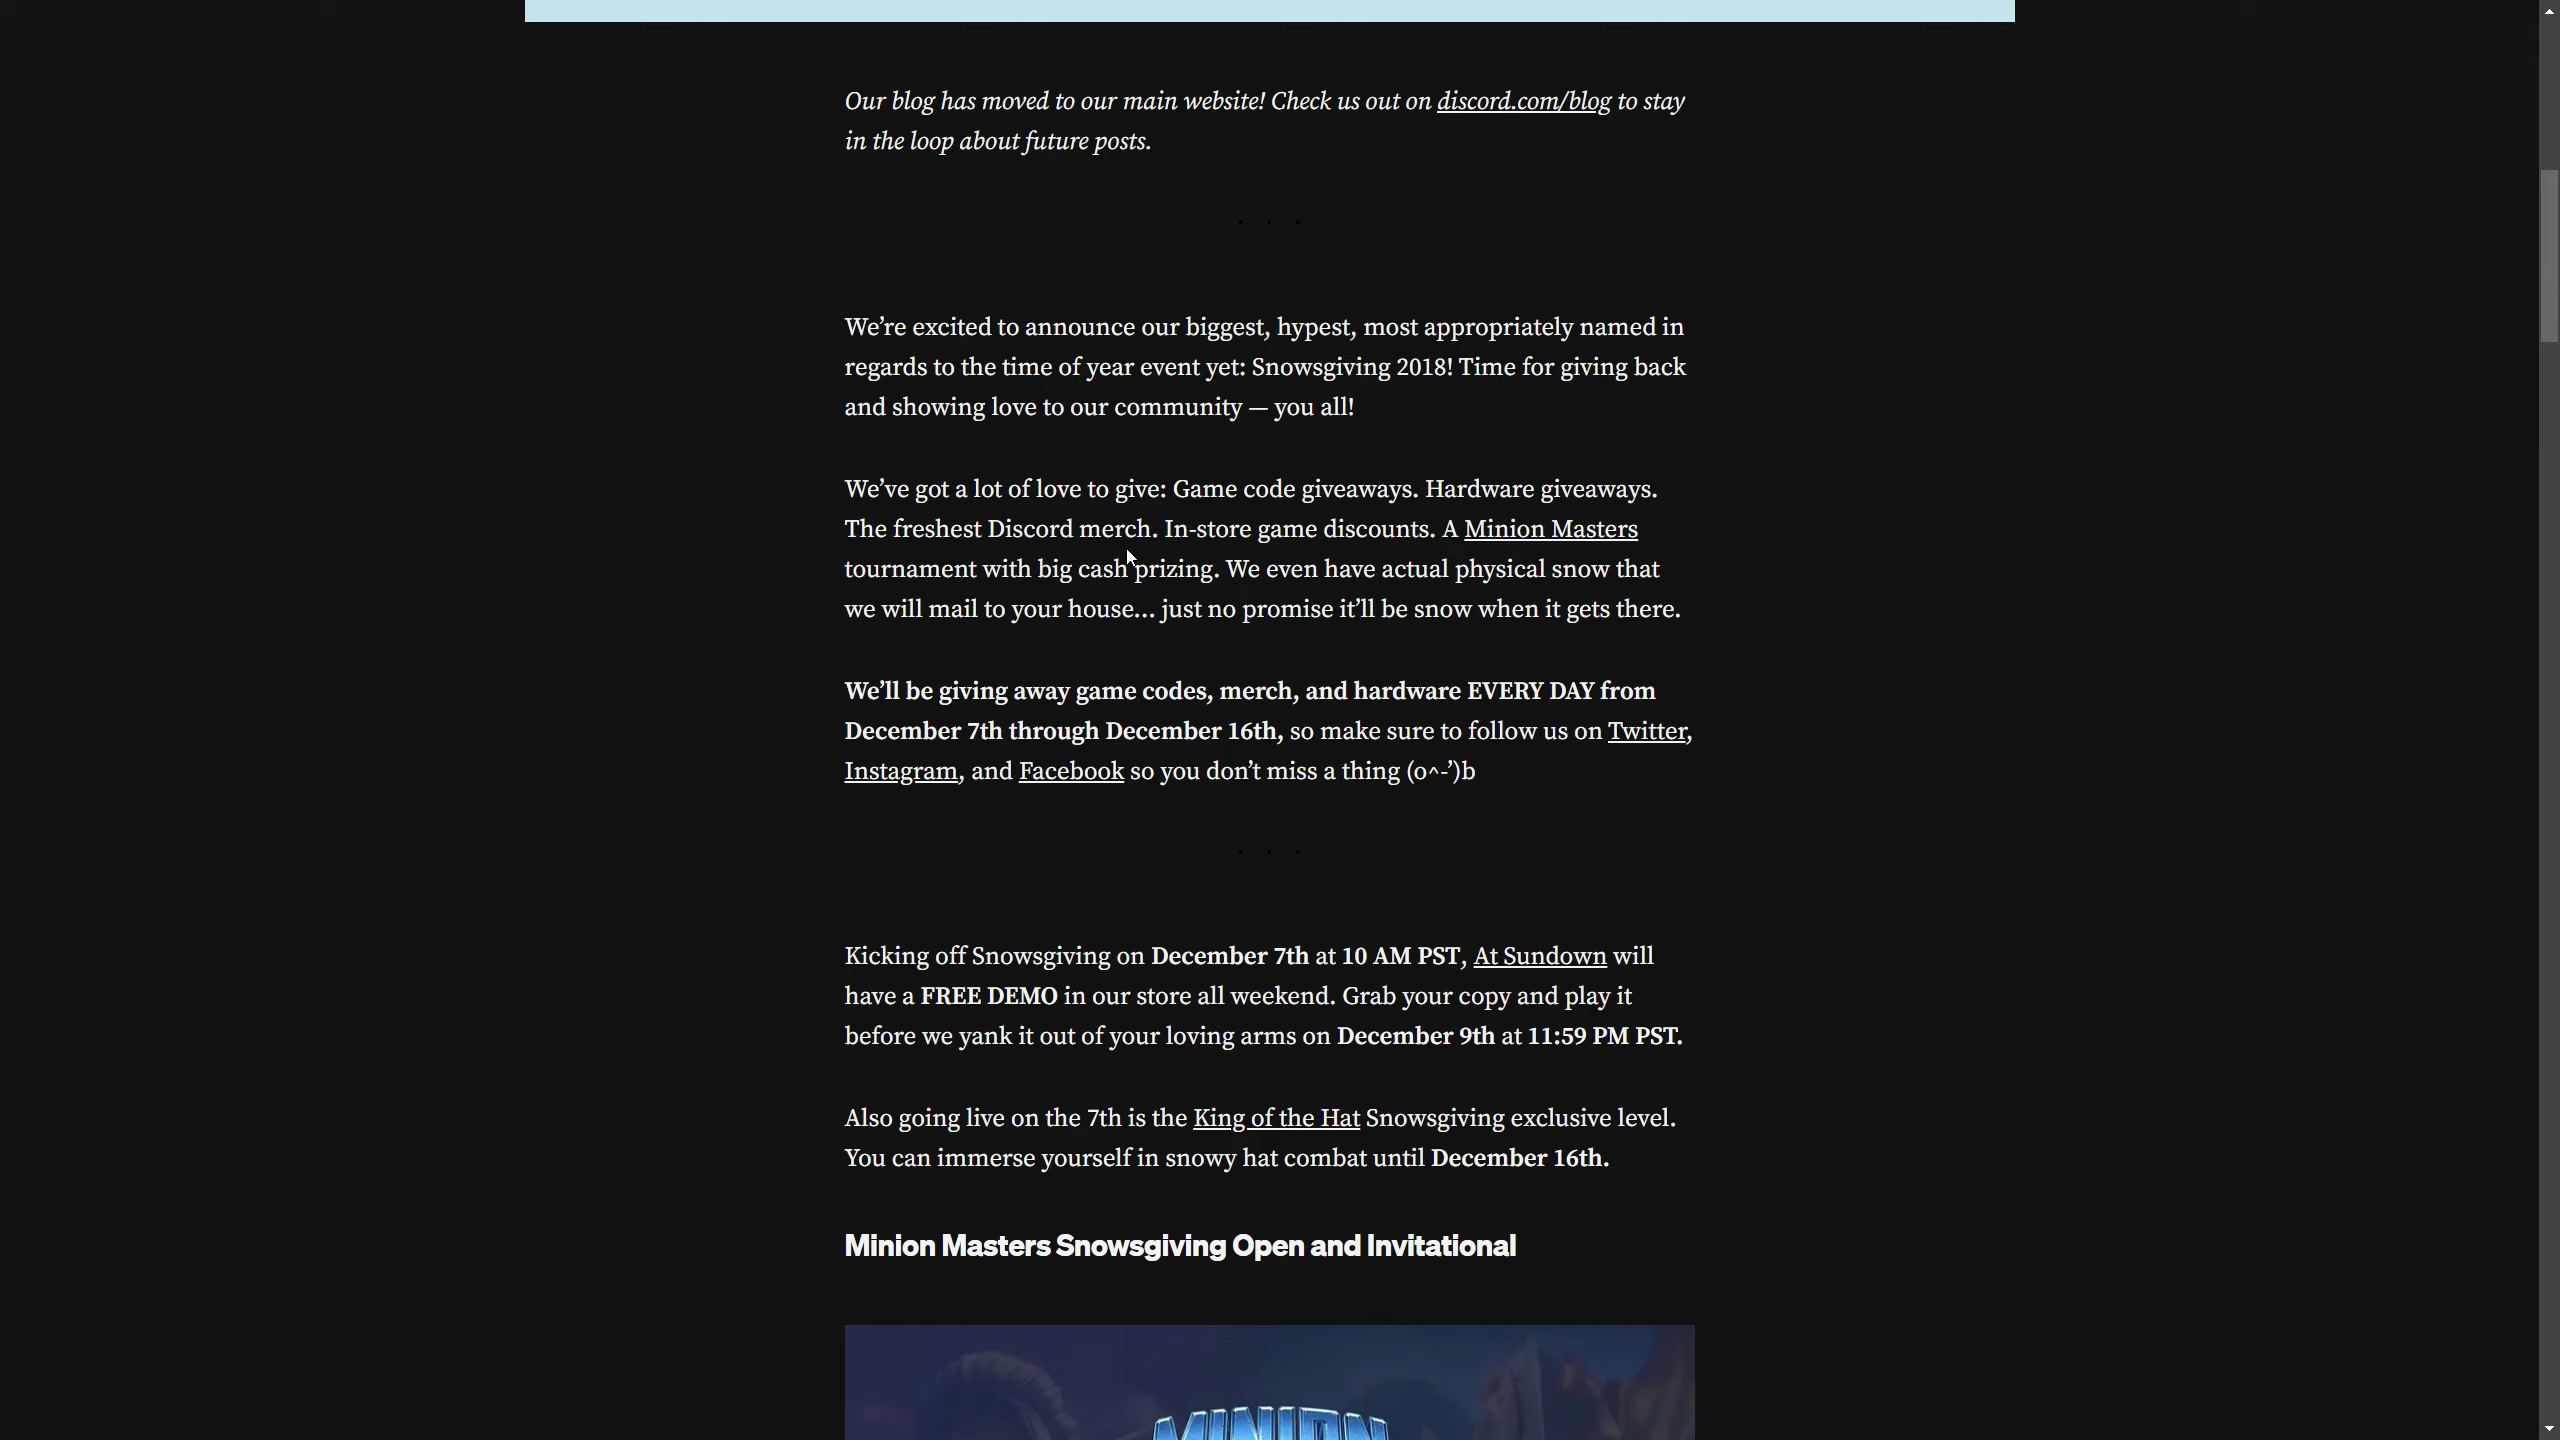 Our blog has moved to our main website! Check us out on discord.com/blog to stay
in the loop about future posts.
· · ·
We’re excited to announce our biggest, hypest, most appropriately named in
regards to the time of year event yet: Snowsgiving 2018! Time for giving back
and showing love to our community — you all!
We’ve got a lot of love to give: Game code giveaways. Hardware giveaways.
The freshest Discord merch. In-store game discounts. A Minion Masters
tournament with big cash prizing. We even have actual physical snow that
we will mail to your house… just no promise it’ll be snow when it gets there.
We’ll be giving away game codes, merch, and hardware EVERY DAY from
December 7th through December 16th, so make sure to follow us on Twitter,
Instagram, and Facebook so you don’t miss a thing (o^-’)b
· · ·
Kicking off Snowsgiving on December 7th at 10 AM PST, At Sundown will
have a FREE DEMO in our store all weekend. Grab your copy and play it
before we yank it out of your loving arms on December 9th at 11:59 PM PST.
Also going live on the 7th is the King of the Hat Snowsgiving exclusive level.
You can immerse yourself in snowy hat combat until December 16th.
Minion Masters Snowsgiving Open and Invitational
MINION